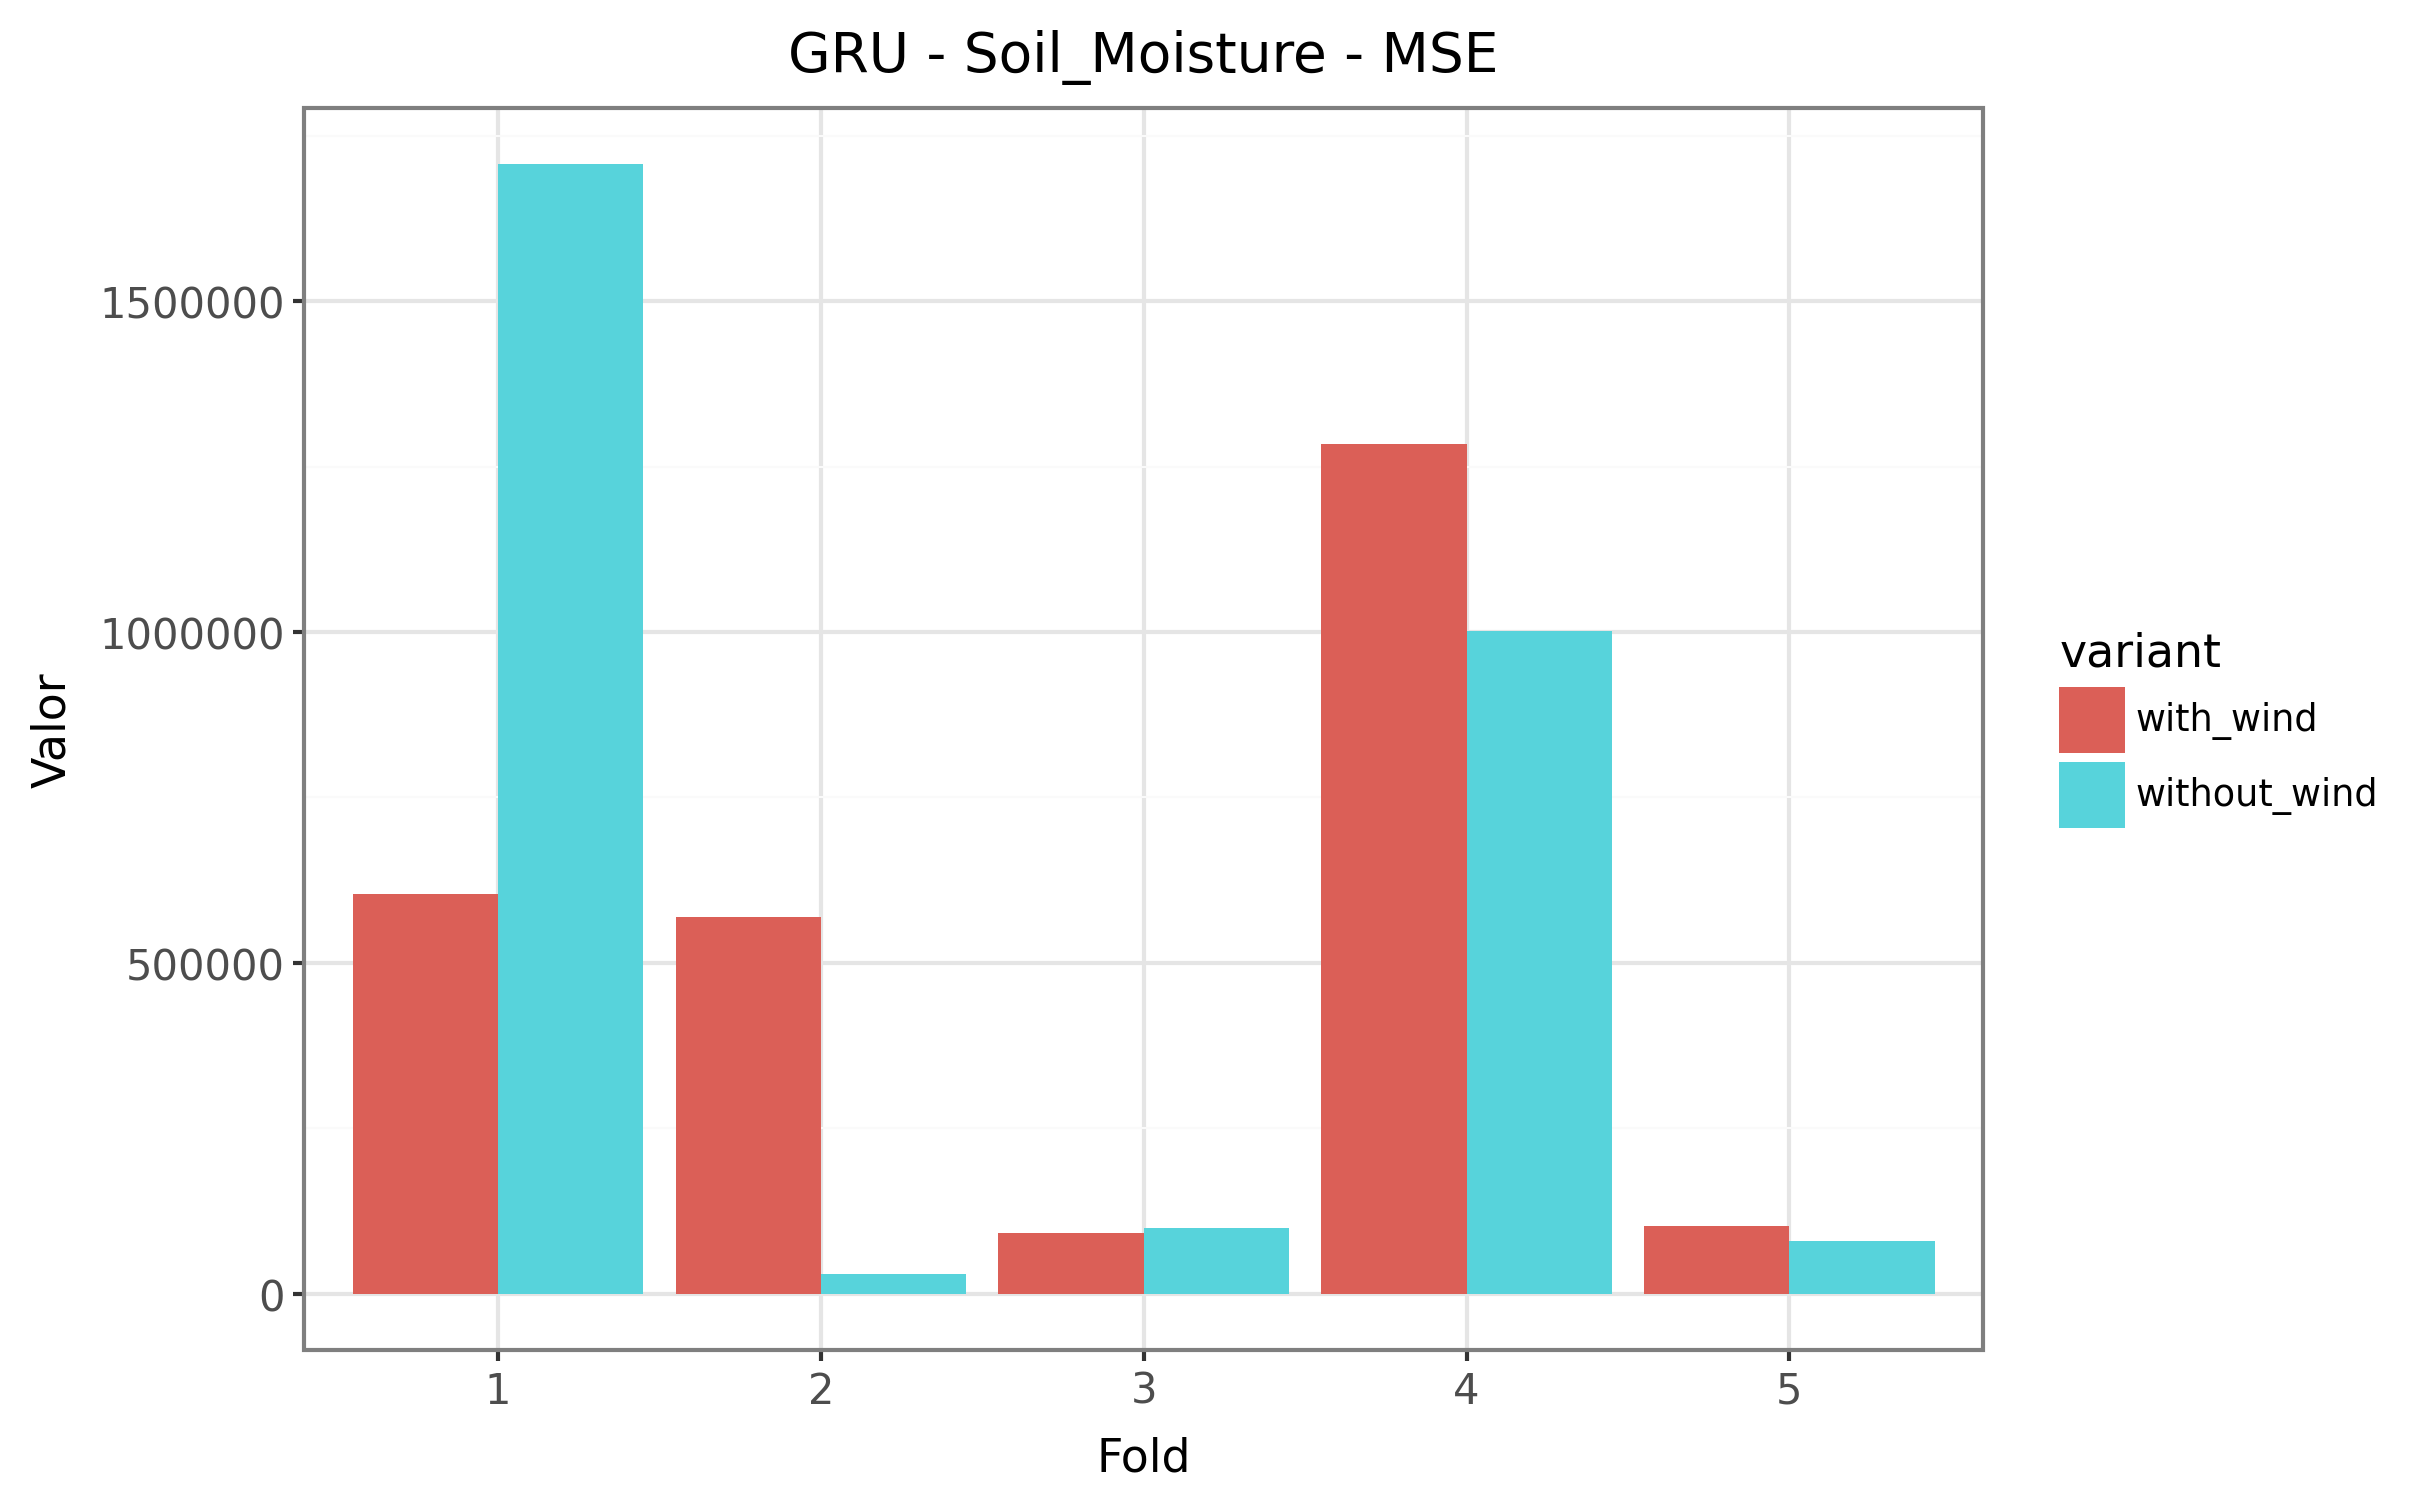 GRU - Soil_Moisture - MSE
Valor
1500000
1000000
500000
0
1 2 3 4 5
Fold
variant
with_wind
without_wind